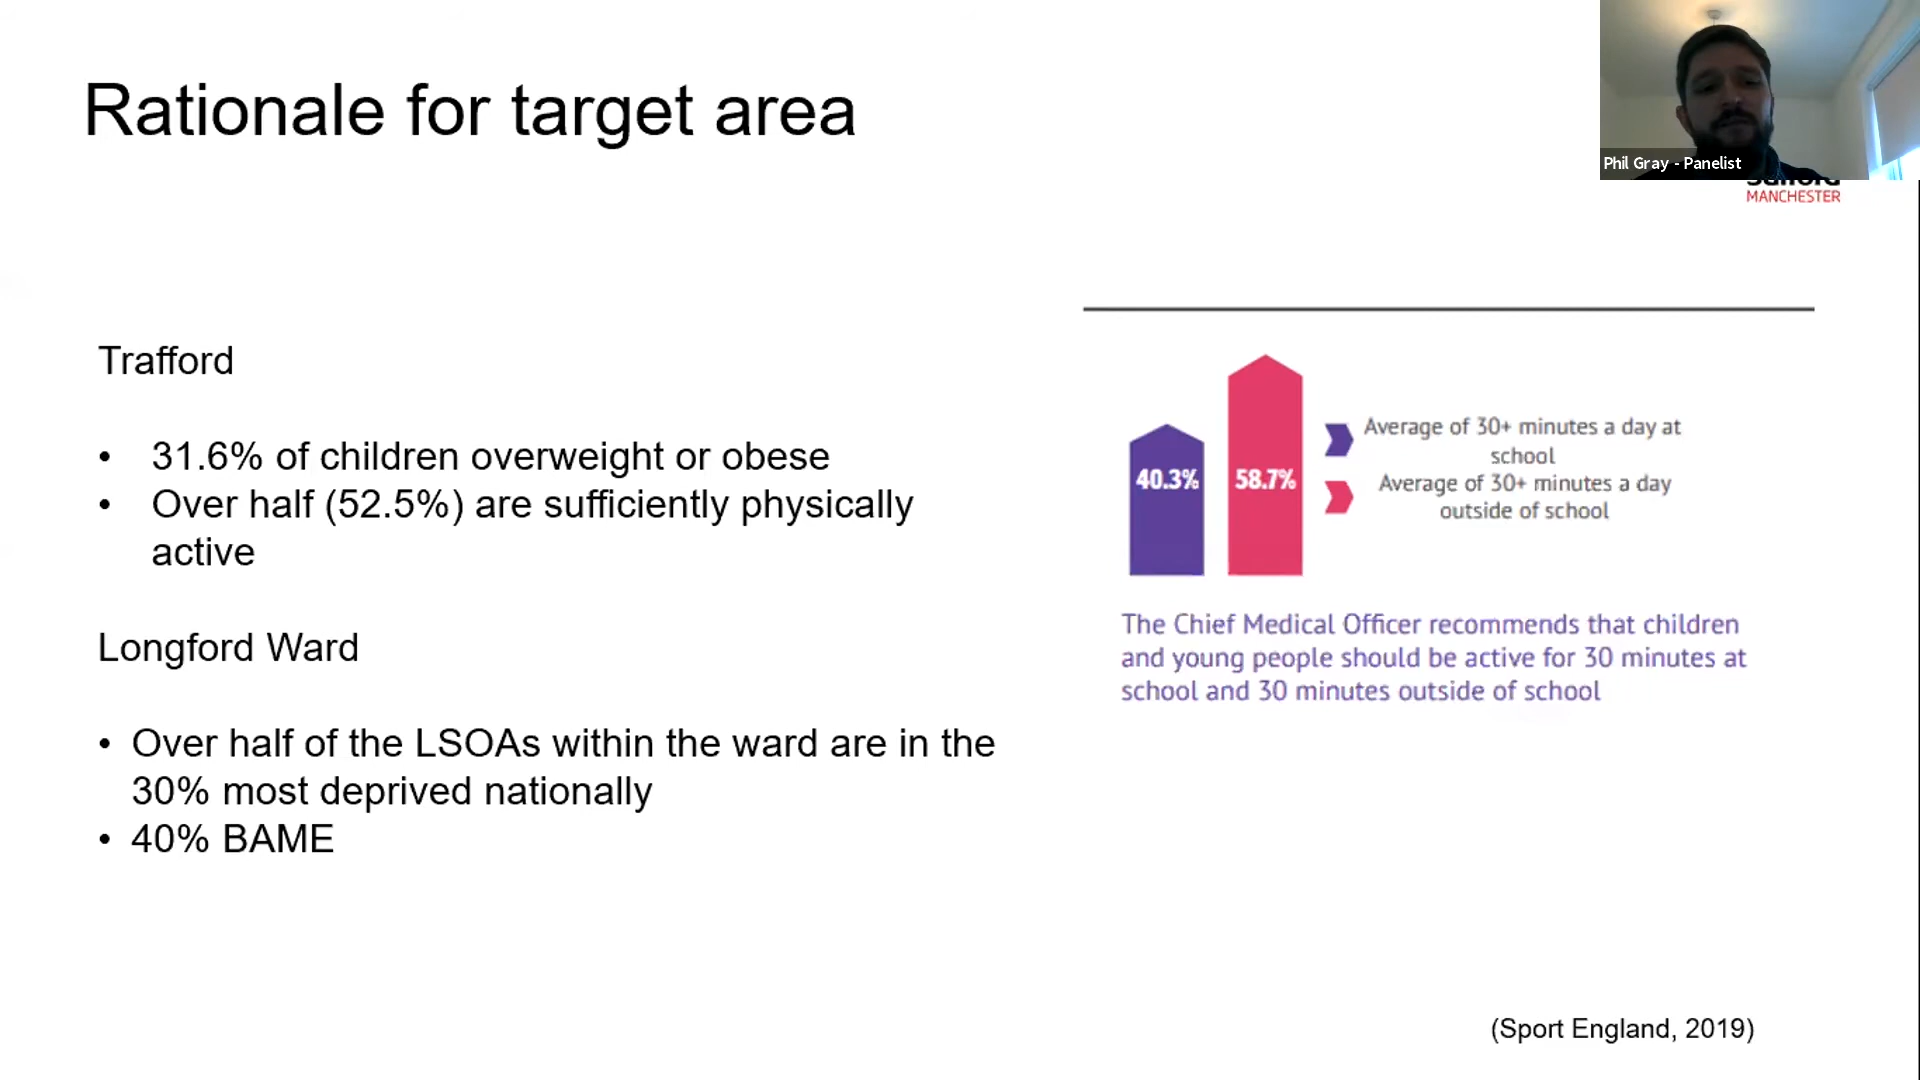 Rationale for target area
Phil Gray - Panelist
MANCHESTER
Trafford
• 31.6% of children overweight or obese
• Over half (52.5%) are sufficiently physically
active
Longford Ward
• Over half of the LSOAs within the ward are in the
30% most deprived nationally
• 40% BAME
40.3%
58.7%
Average of 30+ minutes a day at
school
Average of 30+ minutes a day
outside of school
The Chief Medical Officer recommends that children
and young people should be active for 30 minutes at
school and 30 minutes outside of school
(Sport England, 2019)